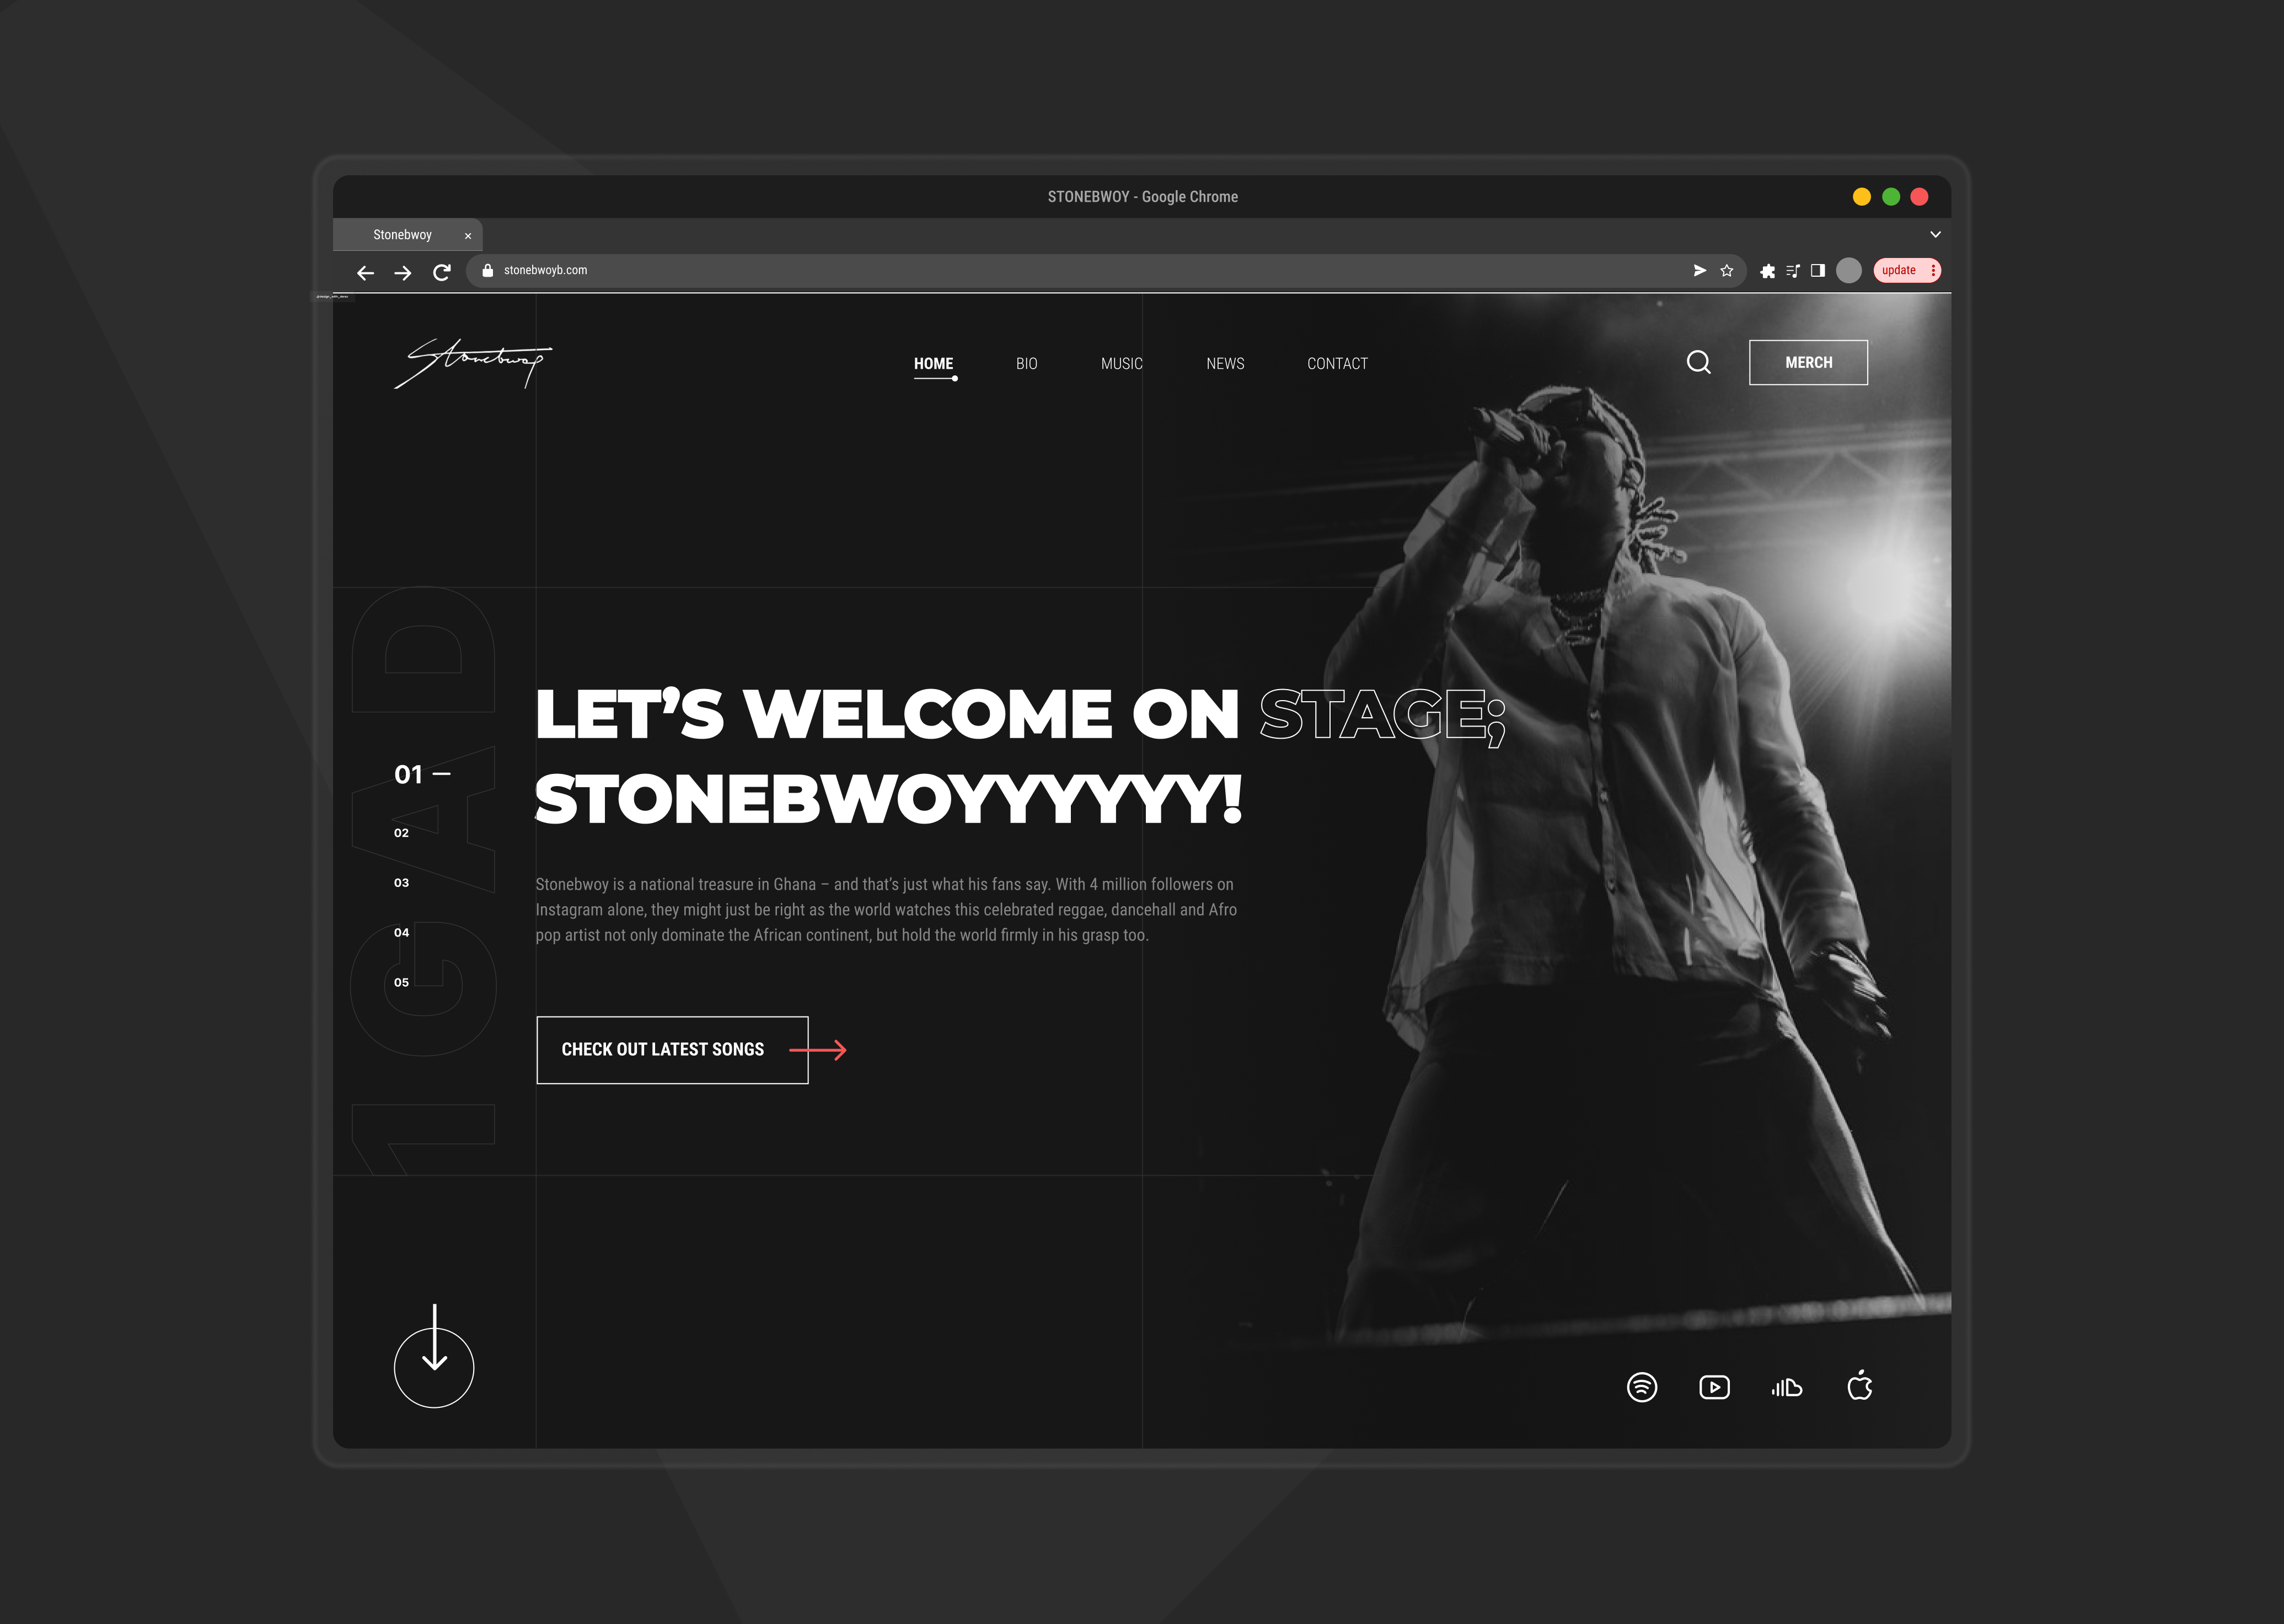 STONEBWOY - Google Chrome
Stonebwoy
stonebwoyb.com
update
Stonebwoy
HOME
BIO
MUSIC
NEWS
CONTACT
MERCH
1 GAD
01
02
03
04
05
LET’S WELCOME ON STAGE;
STONEBWOYYYYYYY!
Stonebwoy is a national treasure in Ghana – and that’s just what his fans say. With 4 million followers on
Instagram alone, they might just be right as the world watches this celebrated reggae, dancehall and Afro
pop artist not only dominate the African continent, but hold the world firmly in his grasp too.
CHECK OUT LATEST SONGS